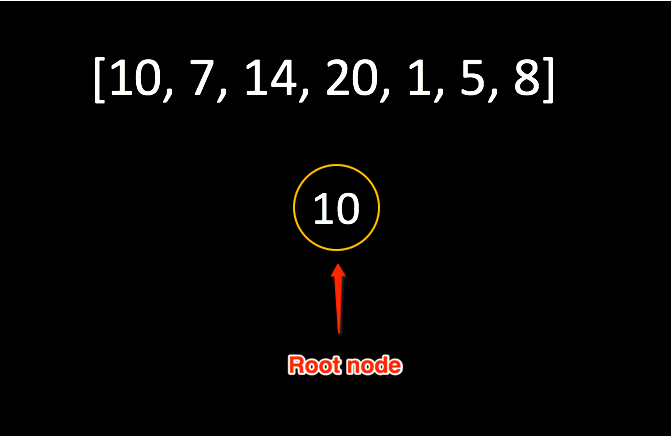 [10, 7, 14, 20, 1, 5, 8]
10
Root node